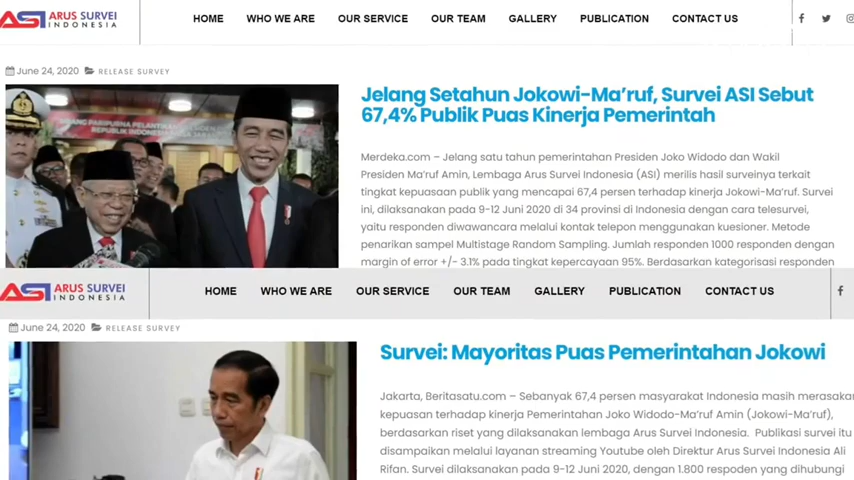 ASI ARUS SURVEI
INDONESIA
HOME WHO WE ARE OUR SERVICE OUR TEAM GALLERY PUBLICATION CONTACT US
June 24, 2020 RELEASE SURVEY
Jelang Setahun Jokowi-Ma'ruf, Survei ASI Sebut
67,4% Publik Puas Kinerja Pemerintah
Merdeka.com – Jelang satu tahun pemerintahan Presiden Joko Widodo dan Wakil
Presiden Ma'ruf Amin, Lembaga Arus Survei Indonesia (ASI) merilis hasil surveinya terkait
tingkat kepuasaan publik yang mencapai 67,4 persen terhadap kinerja Jokowi-Ma'ruf. Survei
ini, dilaksanakan pada 9-12 Juni 2020 di 34 provinsi di Indonesia dengan cara telesurvei,
yaitu responden diwawancara melalui kontak telepon menggunakan kuesioner. Metode
penarikan sampel Multistage Random Sampling. Jumlah responden 1000 responden dengan
margin of error +/- 3.1% pada tingkat kepercayaan 95%. Berdasarkan kategorisasi responden
ASI ARUS SURVEI
INDONESIA
HOME WHO WE ARE OUR SERVICE OUR TEAM GALLERY PUBLICATION CONTACT US
June 24, 2020 RELEASE SURVEY
Survei: Mayoritas Puas Pemerintahan Jokowi
Jakarta, Beritasatu.com – Sebanyak 67,4 persen masyarakat Indonesia masih merasakan
kepuasan terhadap kinerja Pemerintahan Joko Widodo-Ma'ruf Amin (Jokowi-Ma'ruf),
berdasarkan riset yang dilaksanakan lembaga Arus Survei Indonesia. Publikasi survei itu
disampaikan melalui layanan streaming Youtube oleh Direktur Arus Survei Indonesia Ali
Rifan. Survei dilaksanakan pada 9-12 Juni 2020, dengan 1.800 respoden yang dihubungi